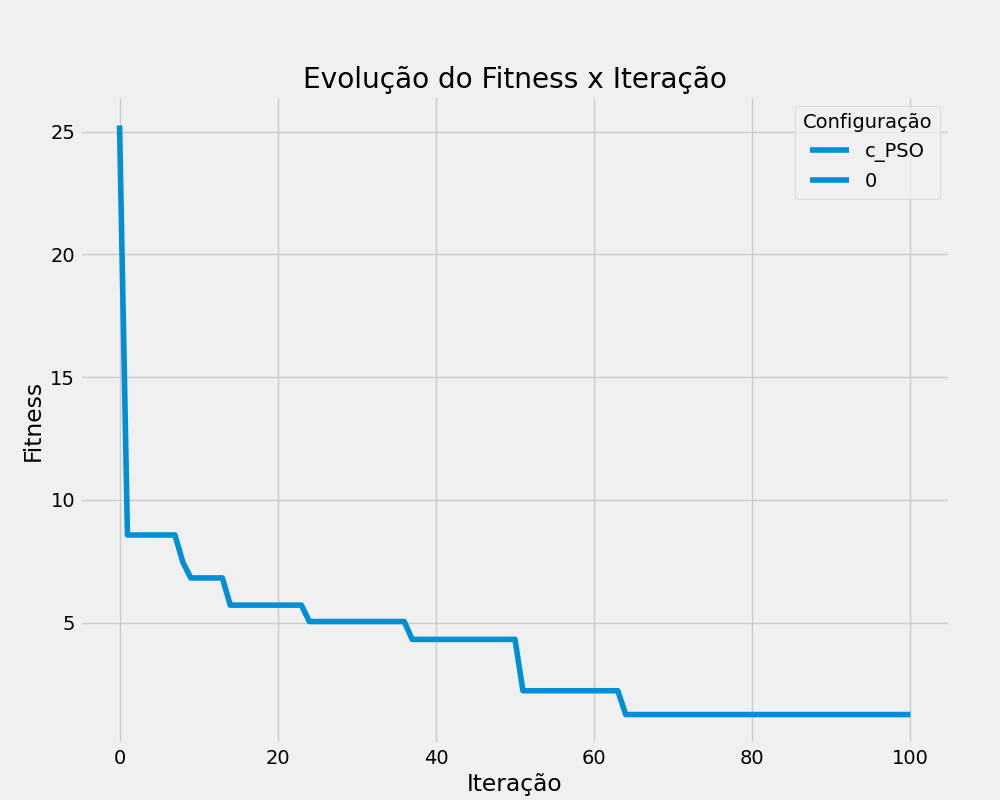 Evolução do Fitness x Iteração
Configuração
c_PSO
0
25
20
15
10
5
Fitness
0 20 40 60 80 100
Iteração